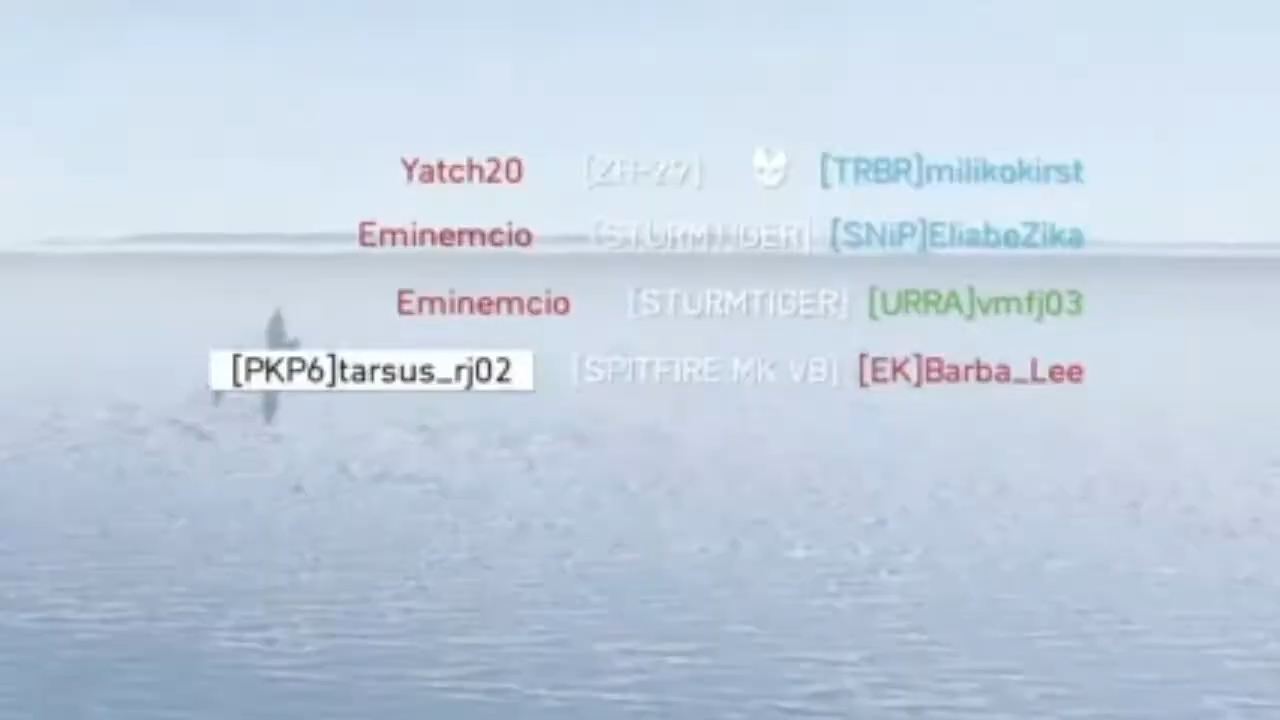 Yatch20 [ZH-29] [TRBR]milikokirst
Eminemcio [STURMTIGER] [SNiP]EliabeZika
Eminemcio [STURMTIGER] [URRA]vmfj03
[PKP6]tarsus_rj02 [SPITFIRE Mk VB] [EK]Barba_Lee